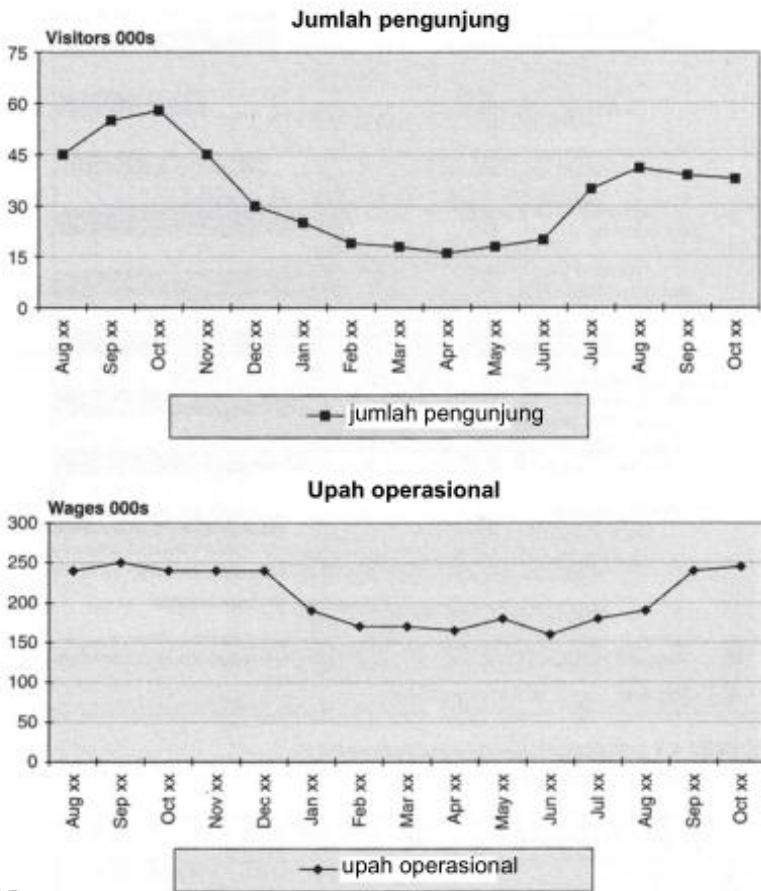 Jumlah pengunjung
Visitors 000s
75
60
45
30
15
0
Aug xx Sep xx Oct xx Nov xx Dec xx Jan xx Feb xx Mar xx Apr xx May xx Jun xx Jul xx Aug xx Sep xx Oct xx
jumlah pengunjung
Upah operasional
Wages 000s
300
250
200
150
100
50
0
Aug xx Sep xx Oct xx Nov xx Dec xx Jan xx Feb xx Mar xx Apr xx May xx Jun xx Jul xx Aug xx Sep xx Oct xx
upah operasional